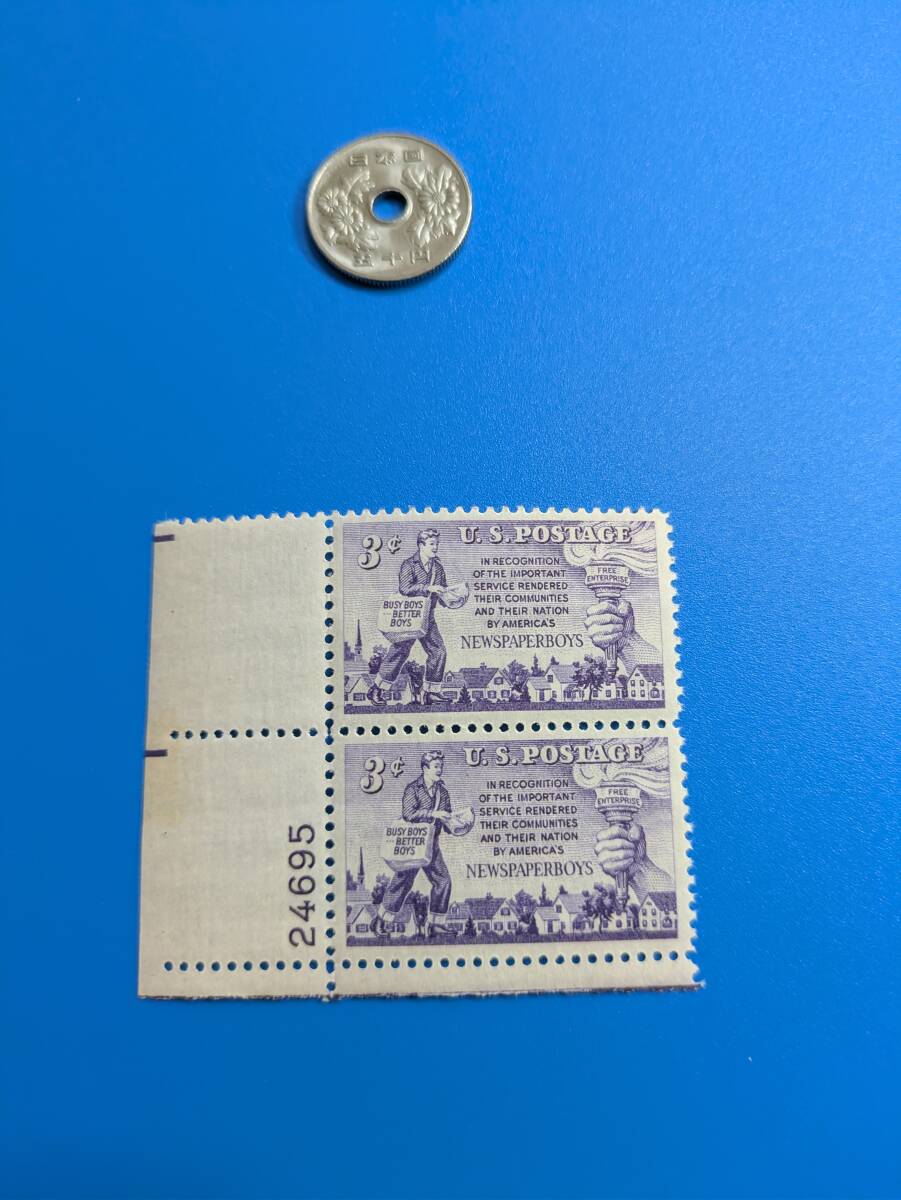 日本国
五十円
3¢
U.S.POSTAGE
IN RECOGNITION
OF THE IMPORTANT
SERVICE RENDERED
THEIR COMMUNITIES
AND THEIR NATION
BY AMERICA'S
NEWSPAPERBOYS
FREE
ENTERPRISE
BUSY BOYS
...BETTER
BOYS
3¢
U.S.POSTAGE
IN RECOGNITION
OF THE IMPORTANT
SERVICE RENDERED
THEIR COMMUNITIES
AND THEIR NATION
BY AMERICA'S
NEWSPAPERBOYS
FREE
ENTERPRISE
BUSY BOYS
...BETTER
BOYS
24695